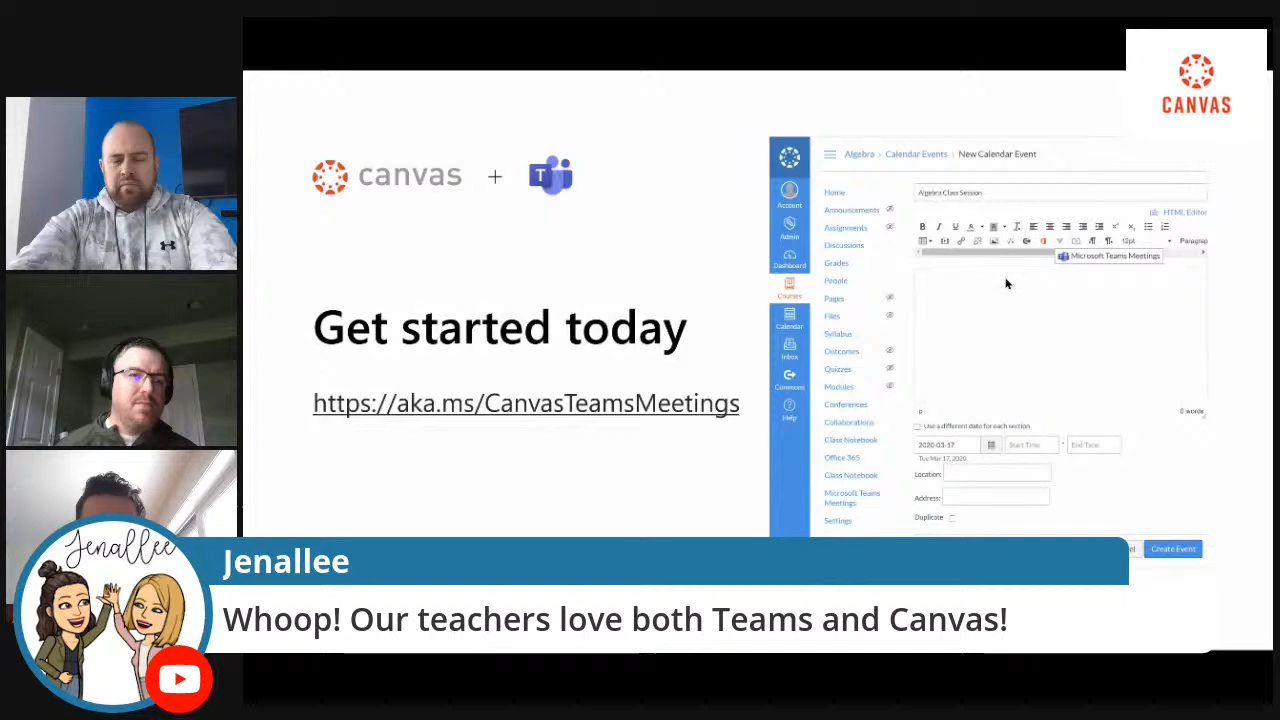 CANVAS
canvas + T
Get started today
https://aka.ms/CanvasTeamsMeetings
Algebra › Calendar Events › New Calendar Event
Account
Admin
Dashboard
Courses
Calendar
Inbox
Commons
Help
Home
Announcements
Assignments
Discussions
Grades
People
Pages
Files
Syllabus
Outcomes
Quizzes
Modules
Conferences
Collaborations
Class Notebook
Office 365
Class Notebook
Microsoft Teams
Meetings
Settings
Algebra Class Session
HTML Editor
B I U A A
12pt Paragrap
Microsoft Teams Meetings
p 0 words
Use a different date for each section
2020-03-17 Start Time - End Time
Tue Mar 17, 2020
Location:
Address:
Duplicate
el Create Event
Jenallee
Jenallee
Whoop! Our teachers love both Teams and Canvas!